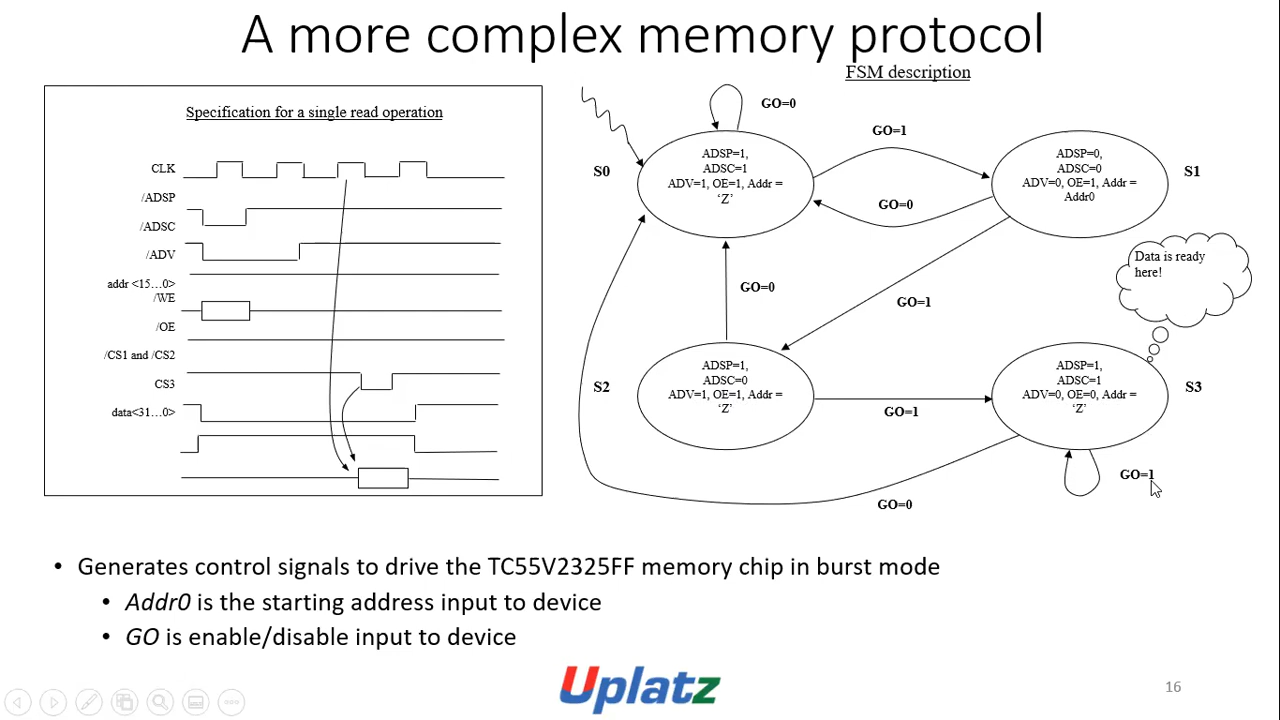 A more complex memory protocol
FSM description
Specification for a single read operation
CLK
/ADSP
/ADSC
/ADV
addr <15…0>
/WE
/OE
/CS1 and /CS2
CS3
data<31…0>
GO=0
GO=1
S0
ADSP=1,
ADSC=1
ADV=1, OE=1, Addr =
‘Z’
GO=0
ADSP=0,
ADSC=0
ADV=0, OE=1, Addr =
Addr0
S1
Data is ready
here!
GO=0
GO=1
S2
ADSP=1,
ADSC=0
ADV=1, OE=1, Addr =
‘Z’
GO=1
ADSP=1,
ADSC=1
ADV=0, OE=0, Addr =
‘Z’
S3
GO=1
GO=0
• Generates control signals to drive the TC55V2325FF memory chip in burst mode
• Addr0 is the starting address input to device
• GO is enable/disable input to device
Uplatz
16